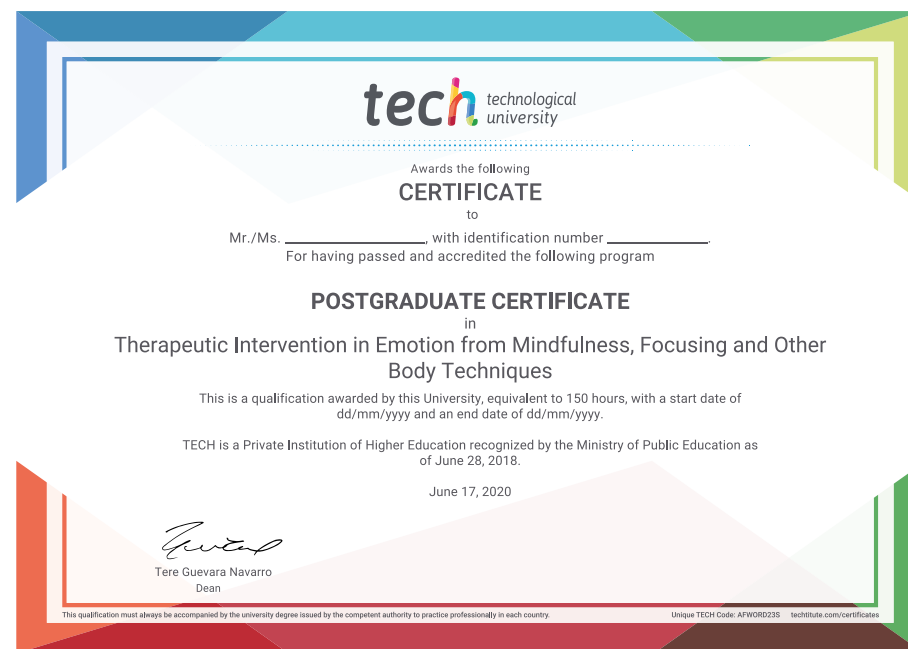 tech technological
university
Awards the following
CERTIFICATE
to
Mr./Ms. ____________________, with identification number ______________.
For having passed and accredited the following program
POSTGRADUATE CERTIFICATE
in
Therapeutic Intervention in Emotion from Mindfulness, Focusing and Other
Body Techniques
This is a qualification awarded by this University, equivalent to 150 hours, with a start date of
dd/mm/yyyy and an end date of dd/mm/yyyy.
TECH is a Private Institution of Higher Education recognized by the Ministry of Public Education as
of June 28, 2018.
June 17, 2020
Tere Guevara Navarro
Dean
This qualification must always be accompanied by the university degree issued by the competent authority to practice professionally in each country. Unique TECH Code: AFWORD23S techtitute.com/certificates